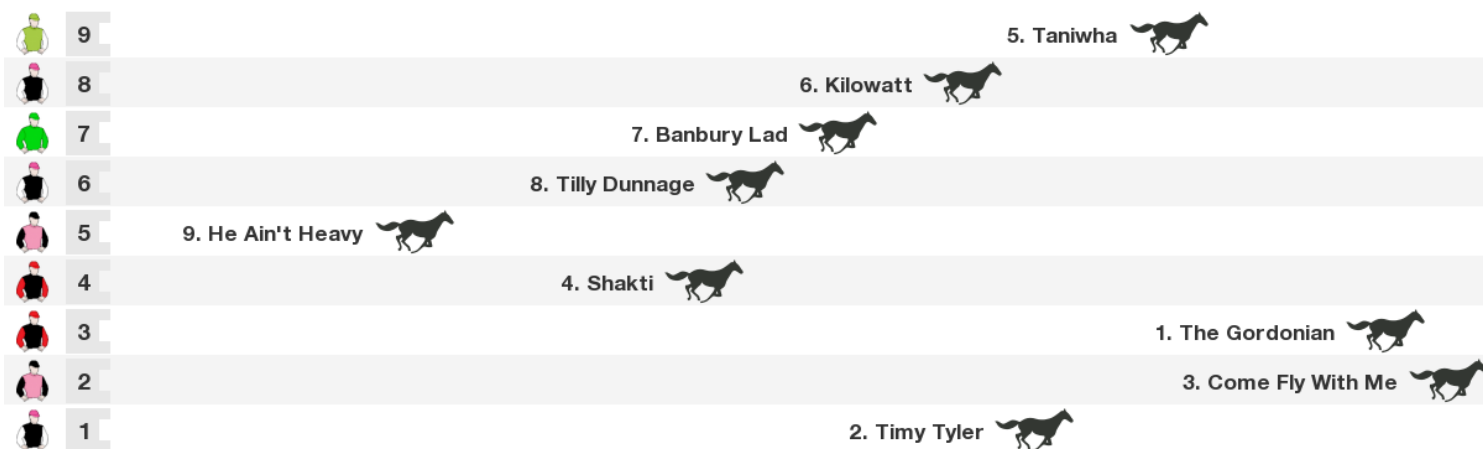 9 5. Taniwha
8 6. Kilowatt
7 7. Banbury Lad
6 8. Tilly Dunnage
5 9. He Ain't Heavy
4 4. Shakti
3 1. The Gordonian
2 3. Come Fly With Me
1 2. Timy Tyler